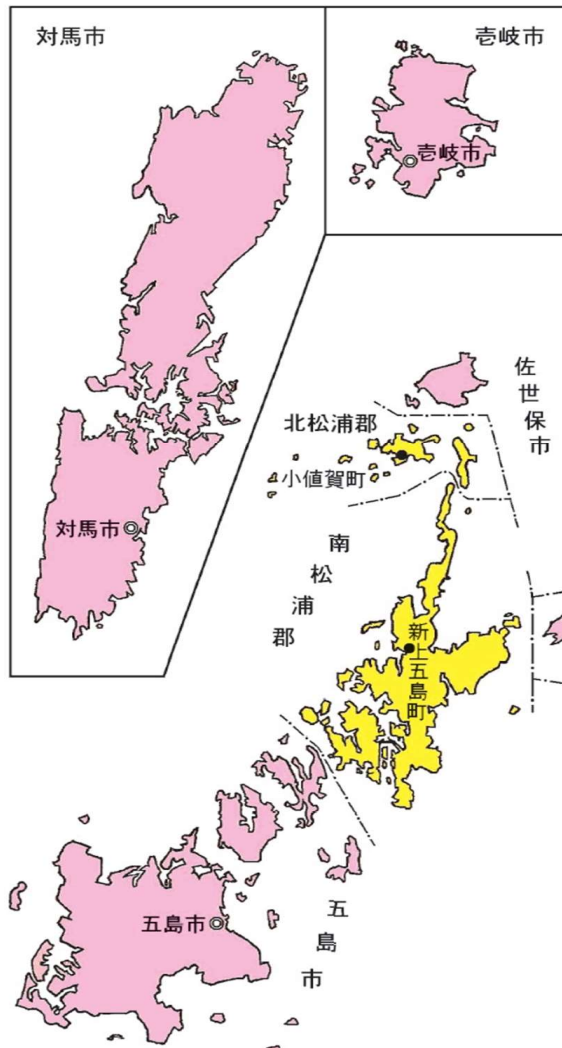 対馬市
壱岐市
壱岐市
佐世保市
北松浦郡
小値賀町
対馬市
南松浦郡
新上五島町
五島市
五島市